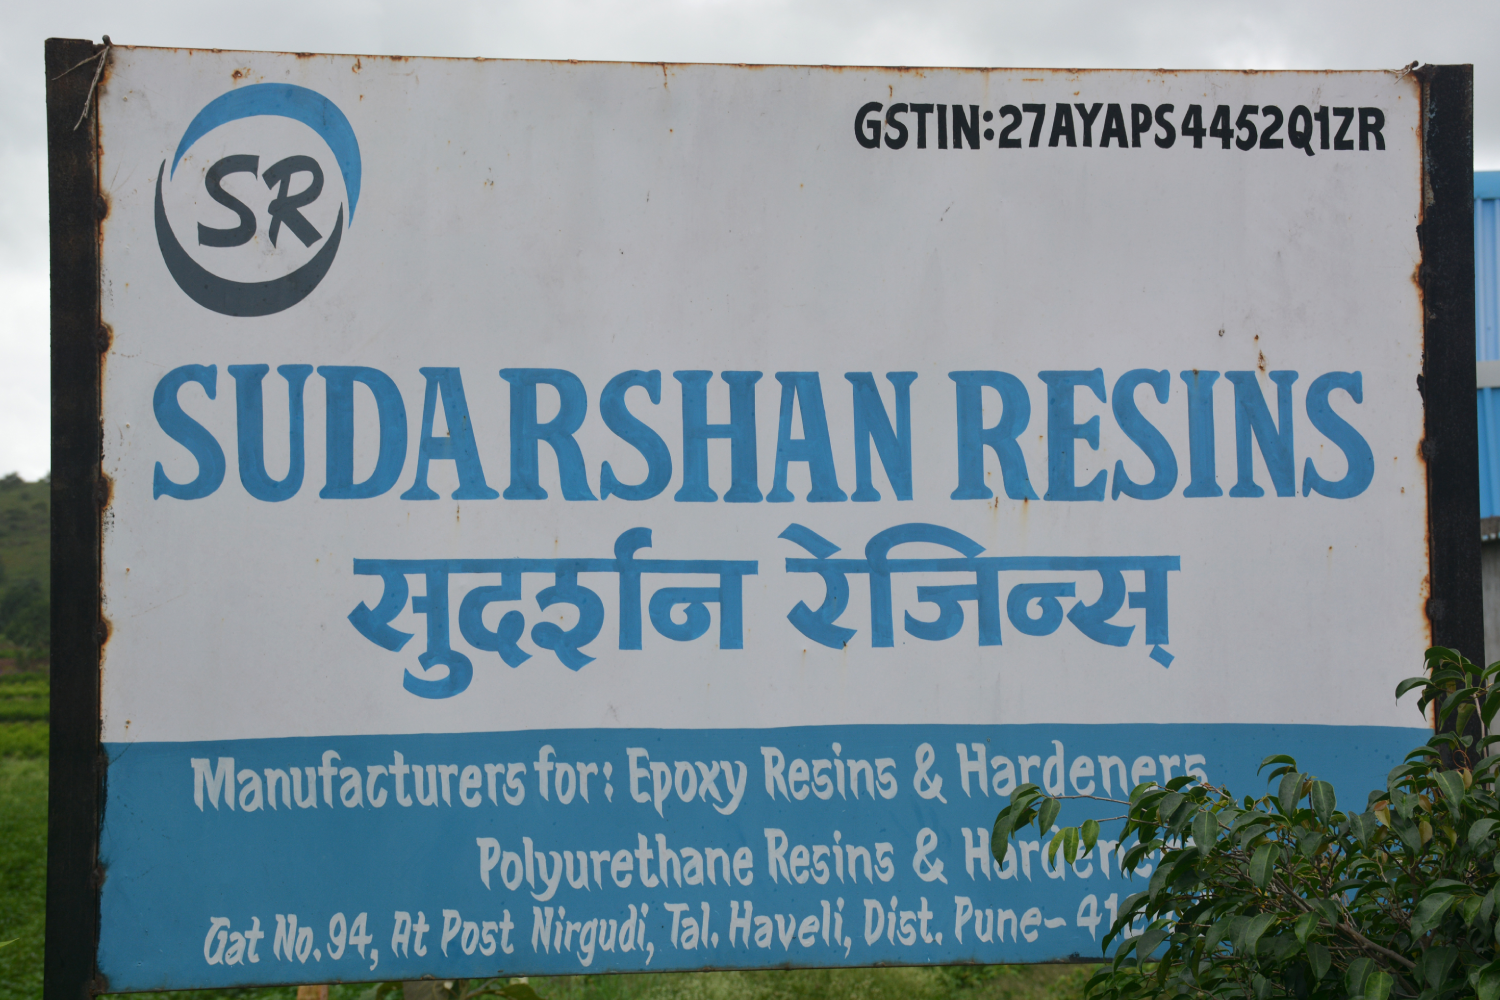 SR
GSTIN:27AYAPS4452Q1ZR
SUDARSHAN RESINS
सुदर्शन रेजिन्स्
Manufacturers for: Epoxy Resins & Hardeners
Polyurethane Resins &
Gat No. 94, At Post Nirgudi, Tal. Haveli, Dist. Pune-